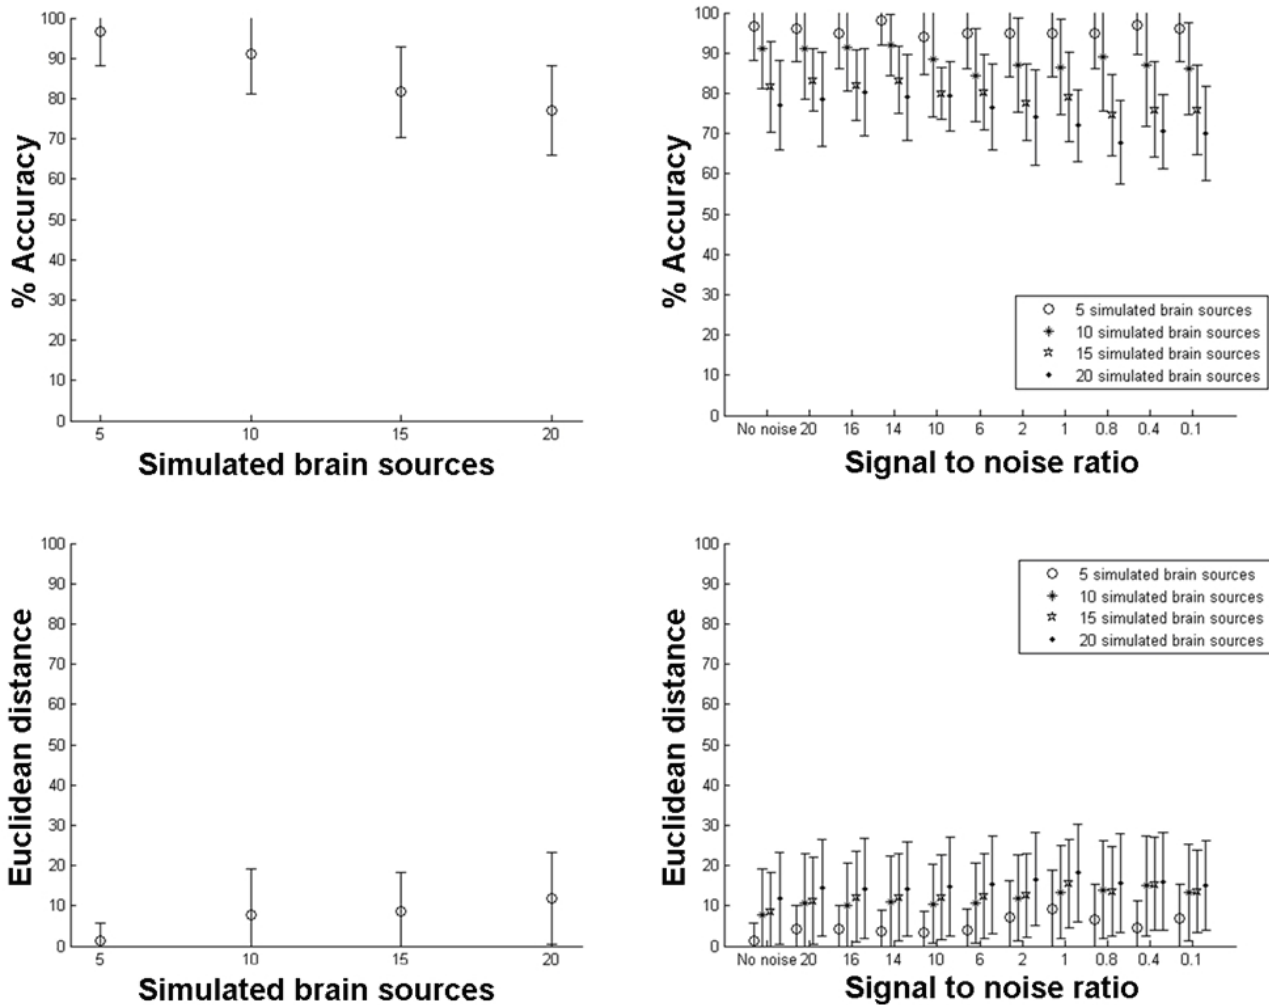 100
90
80
70
60
50
40
30
20
10
0
% Accuracy
5 10 15 20
Simulated brain sources
100
90
80
70
60
50
40
30
20
10
0
% Accuracy
5 simulated brain sources
10 simulated brain sources
15 simulated brain sources
20 simulated brain sources
No noise 20 16 14 10 6 2 1 0.8 0.4 0.1
Signal to noise ratio
100
90
80
70
60
50
40
30
20
10
0
Euclidean distance
5 10 15 20
Simulated brain sources
100
90
80
70
60
50
40
30
20
10
0
Euclidean distance
5 simulated brain sources
10 simulated brain sources
15 simulated brain sources
20 simulated brain sources
No noise 20 16 14 10 6 2 1 0.8 0.4 0.1
Signal to noise ratio